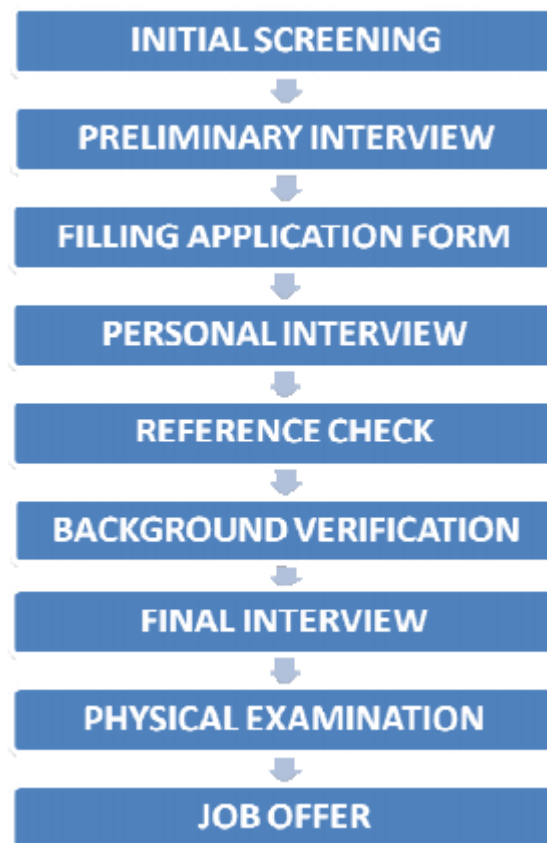 INITIAL SCREENING
PRELIMINARY INTERVIEW
FILLING APPLICATION FORM
PERSONAL INTERVIEW
REFERENCE CHECK
BACKGROUND VERIFICATION
FINAL INTERVIEW
PHYSICAL EXAMINATION
JOB OFFER